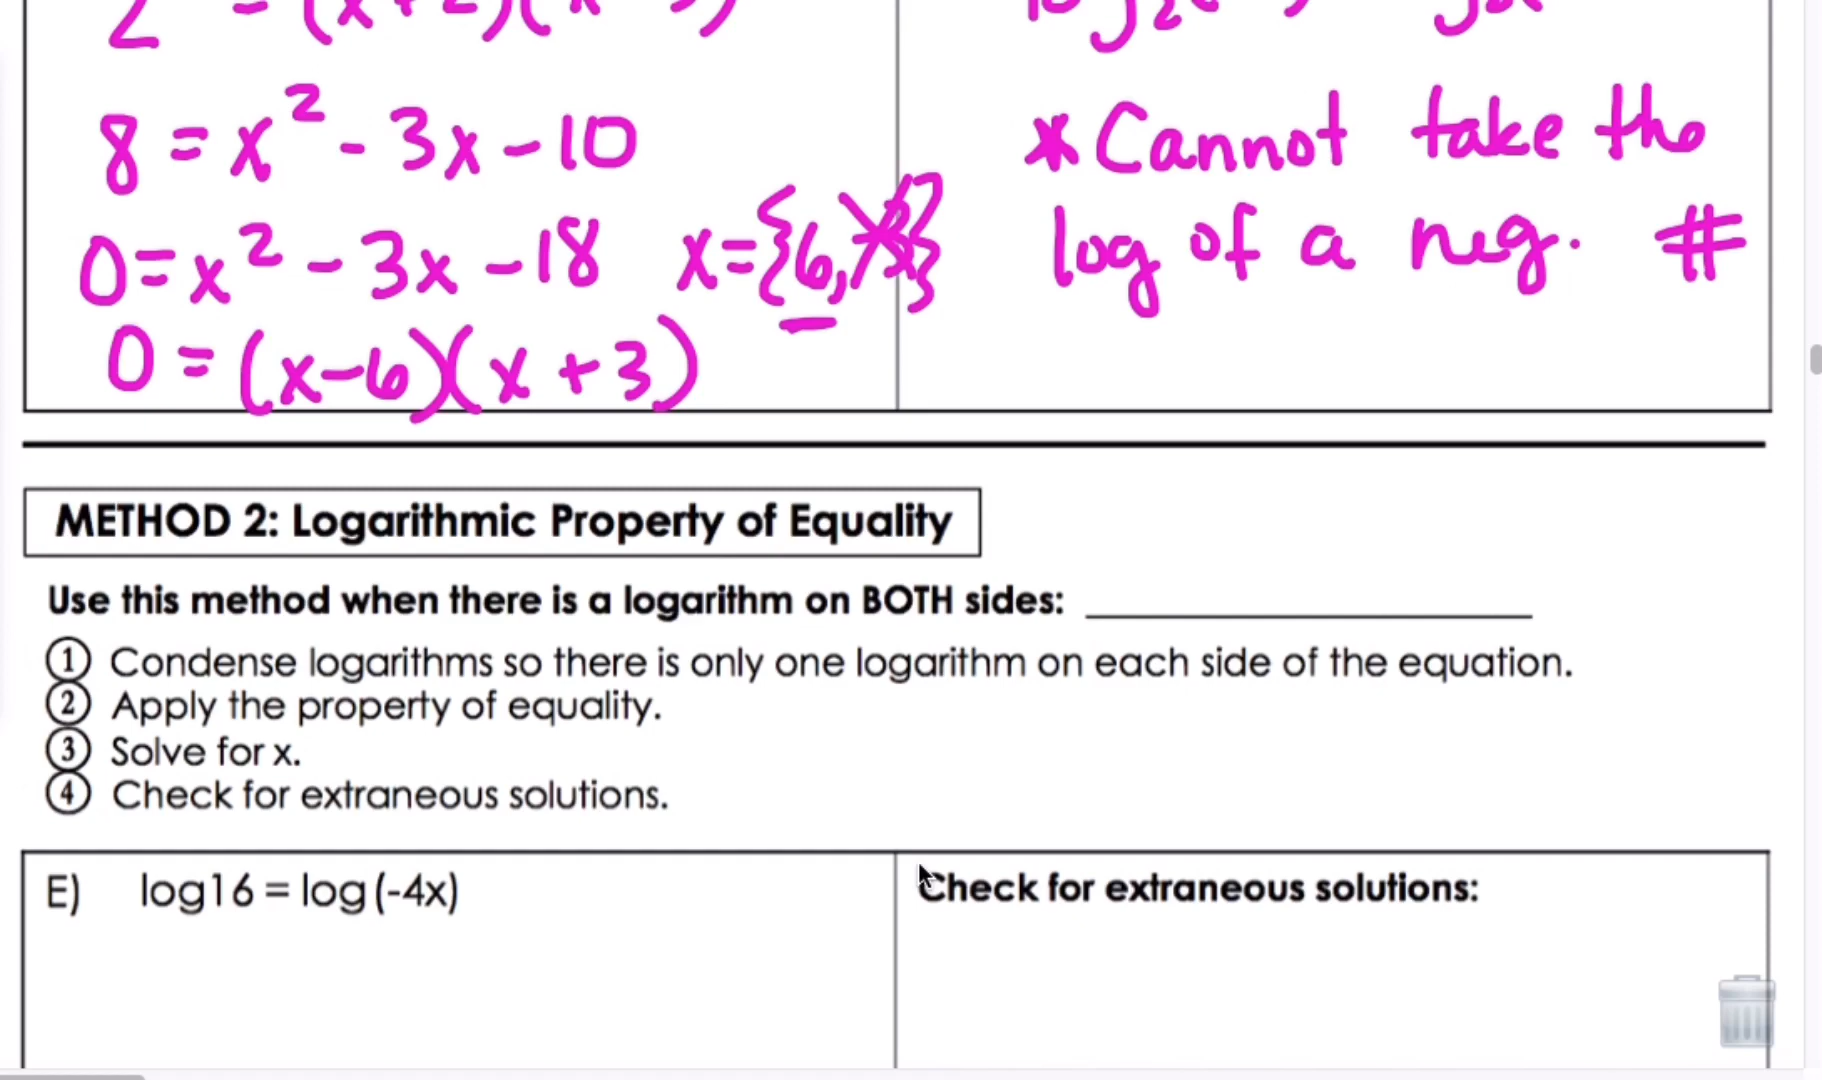 8 = x² - 3x - 10
0 = x² - 3x - 18 x = {6, }
0 = (x - 6)(x + 3)
* Cannot take the
log of a neg. #
METHOD 2: Logarithmic Property of Equality
Use this method when there is a logarithm on BOTH sides:
① Condense logarithms so there is only one logarithm on each side of the equation.
② Apply the property of equality.
③ Solve for x.
④ Check for extraneous solutions.
E) log16 = log(-4x)
Check for extraneous solutions: